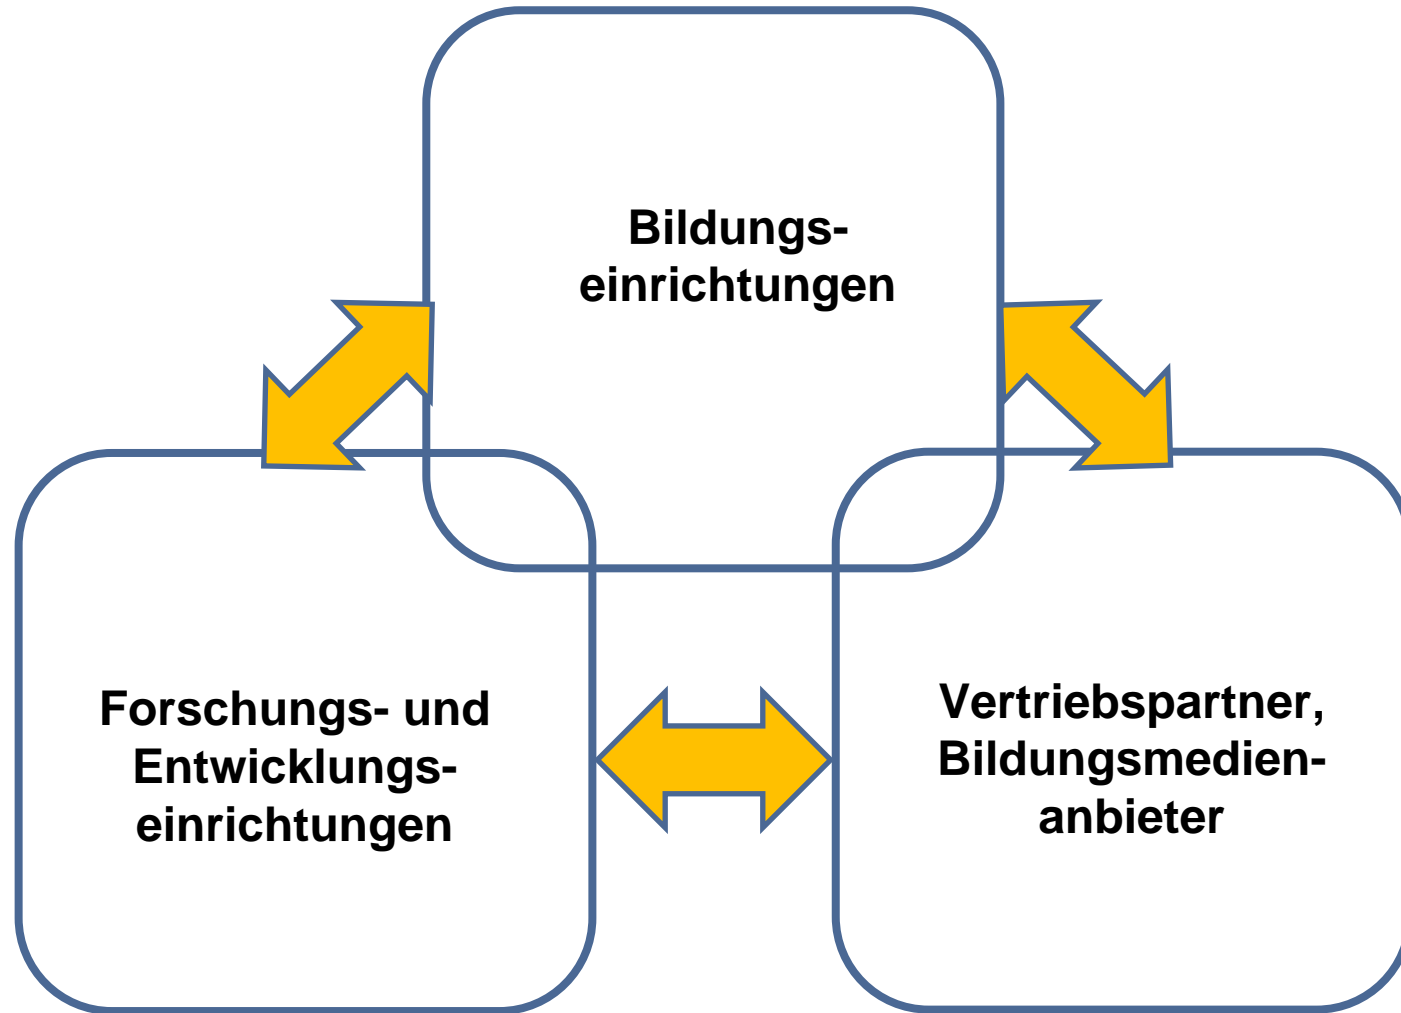 Bildungs-
einrichtungen
Forschungs- und
Entwicklungs-
einrichtungen
Vertriebspartner,
Bildungsmedien-
anbieter